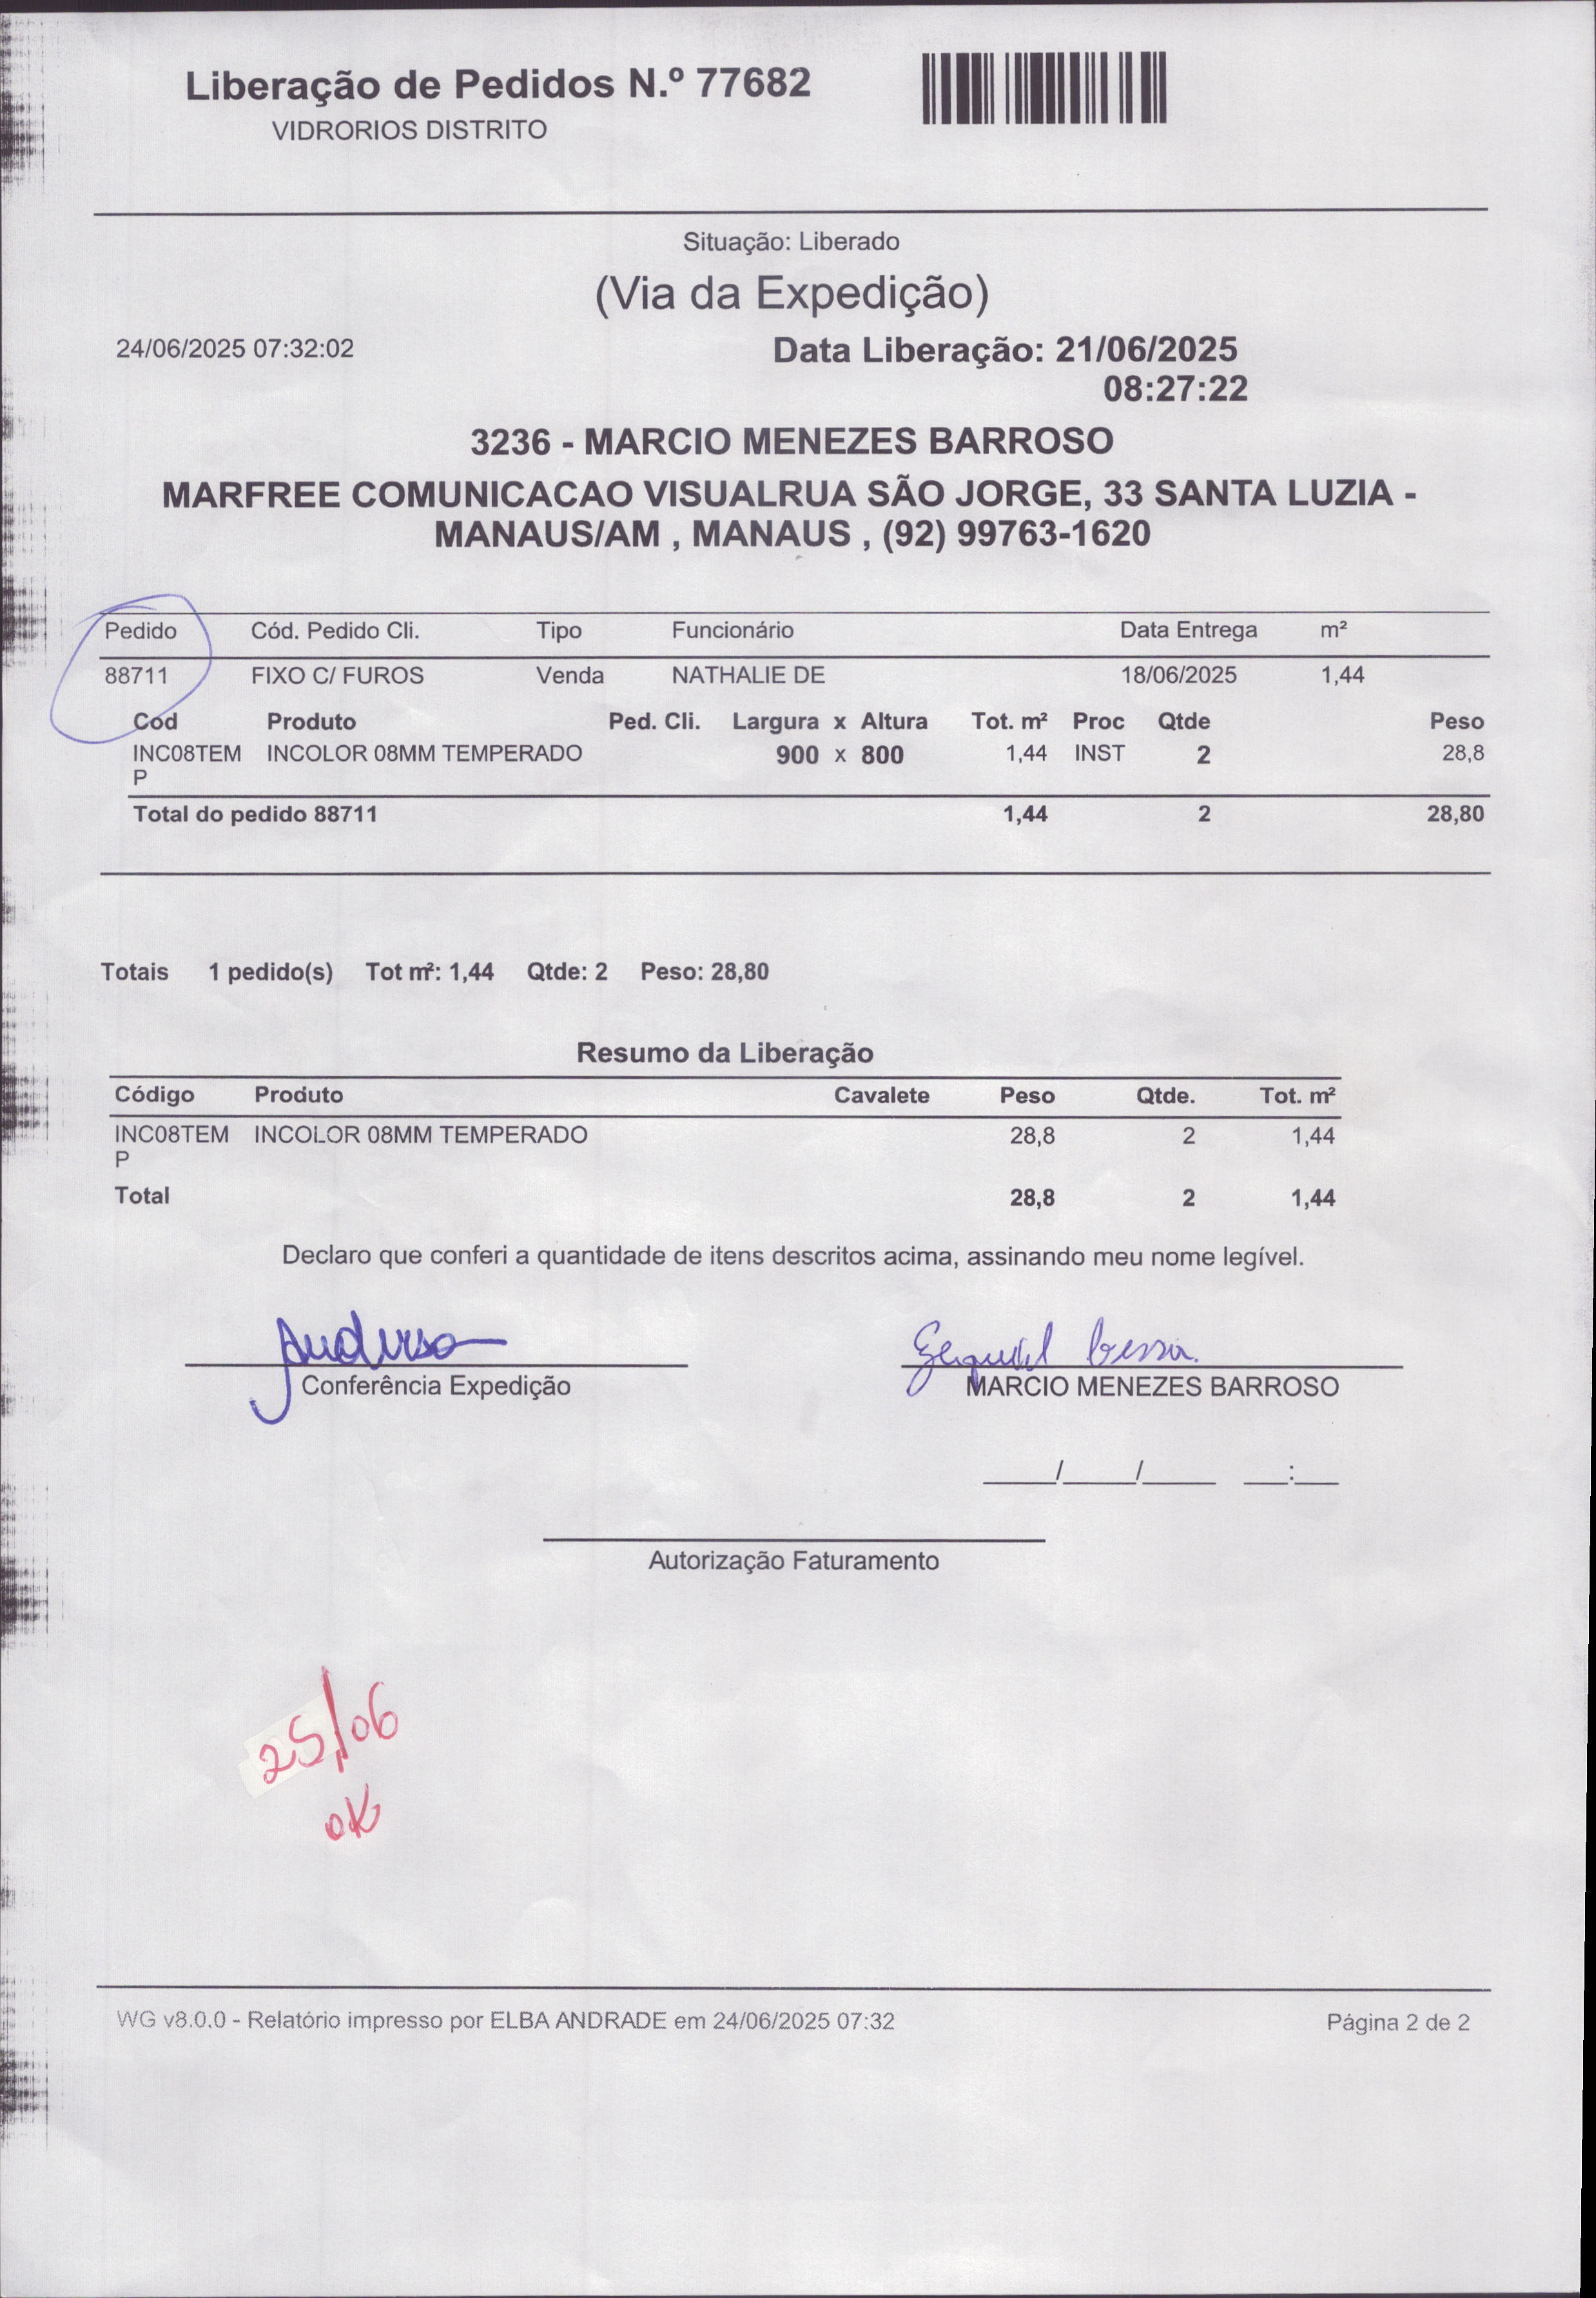 Liberação de Pedidos N.º 77682
VIDRORIOS DISTRITO
Situação: Liberado
(Via da Expedição)
24/06/2025 07:32:02 Data Liberação: 21/06/2025
08:27:22
3236 - MARCIO MENEZES BARROSO
MARFREE COMUNICACAO VISUALRUA SÃO JORGE, 33 SANTA LUZIA -
MANAUS/AM , MANAUS , (92) 99763-1620
Pedido Cód. Pedido Cli. Tipo Funcionário Data Entrega m²
88711 FIXO C/ FUROS Venda NATHALIE DE 18/06/2025 1,44
Cod Produto Ped. Cli. Largura x Altura Tot. m² Proc Qtde Peso
INC08TEM INCOLOR 08MM TEMPERADO 900 x 800 1,44 INST 2 28,8
P
Total do pedido 88711 1,44 2 28,80
Totais 1 pedido(s) Tot m²: 1,44 Qtde: 2 Peso: 28,80
Resumo da Liberação
Código Produto Cavalete Peso Qtde. Tot. m²
INC08TEM INCOLOR 08MM TEMPERADO 28,8 2 1,44
P
Total 28,8 2 1,44
Declaro que conferi a quantidade de itens descritos acima, assinando meu nome legível.
Anderson Ezequiel Bessa
Conferência Expedição MARCIO MENEZES BARROSO
____/____/____ __:__
Autorização Faturamento
25/06
OK
WG v8.0.0 - Relatório impresso por ELBA ANDRADE em 24/06/2025 07:32 Página 2 de 2